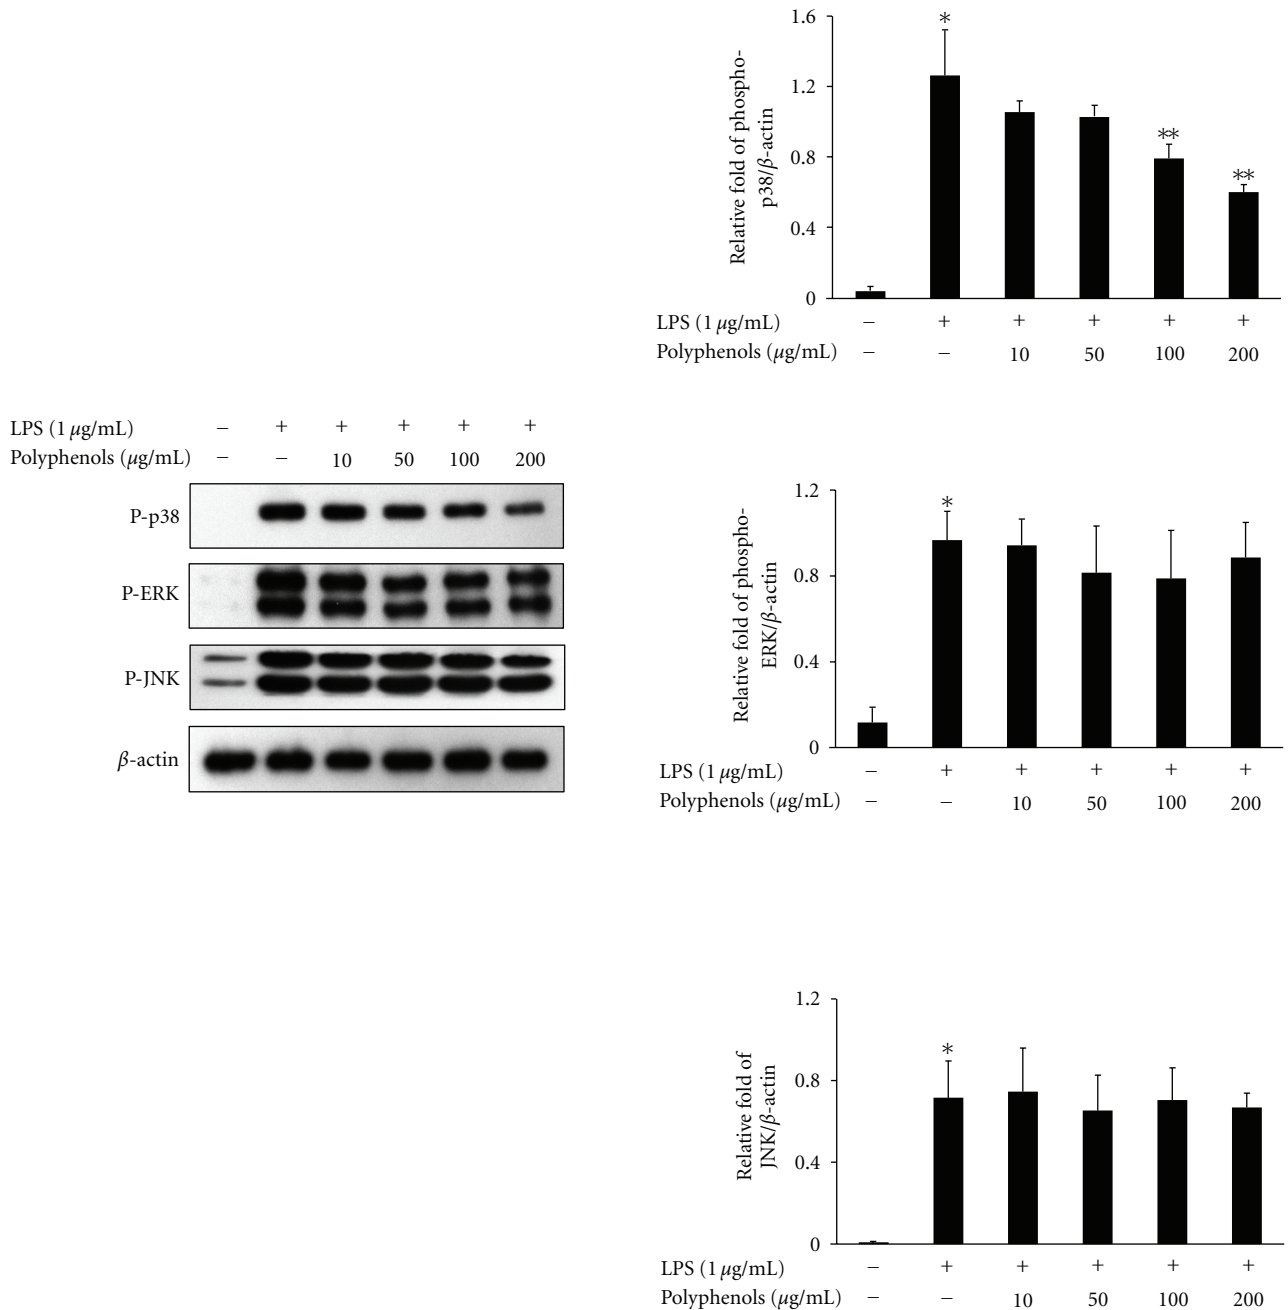 LPS (1 μg/mL) − + + + + +
Polyphenols (μg/mL) − − 10 50 100 200
P-p38
P-ERK
P-JNK
β-actin
Relative fold of phospho-
p38/β-actin
1.6
1.2
0.8
0.4
0
*
**
**
LPS (1 μg/mL) − + + + + +
Polyphenols (μg/mL) − − 10 50 100 200
Relative fold of phospho-
ERK/β-actin
1.2
0.8
0.4
0
*
LPS (1 μg/mL) − + + + + +
Polyphenols (μg/mL) − − 10 50 100 200
Relative fold of
JNK/β-actin
1.2
0.8
0.4
0
*
LPS (1 μg/mL) − + + + + +
Polyphenols (μg/mL) − − 10 50 100 200